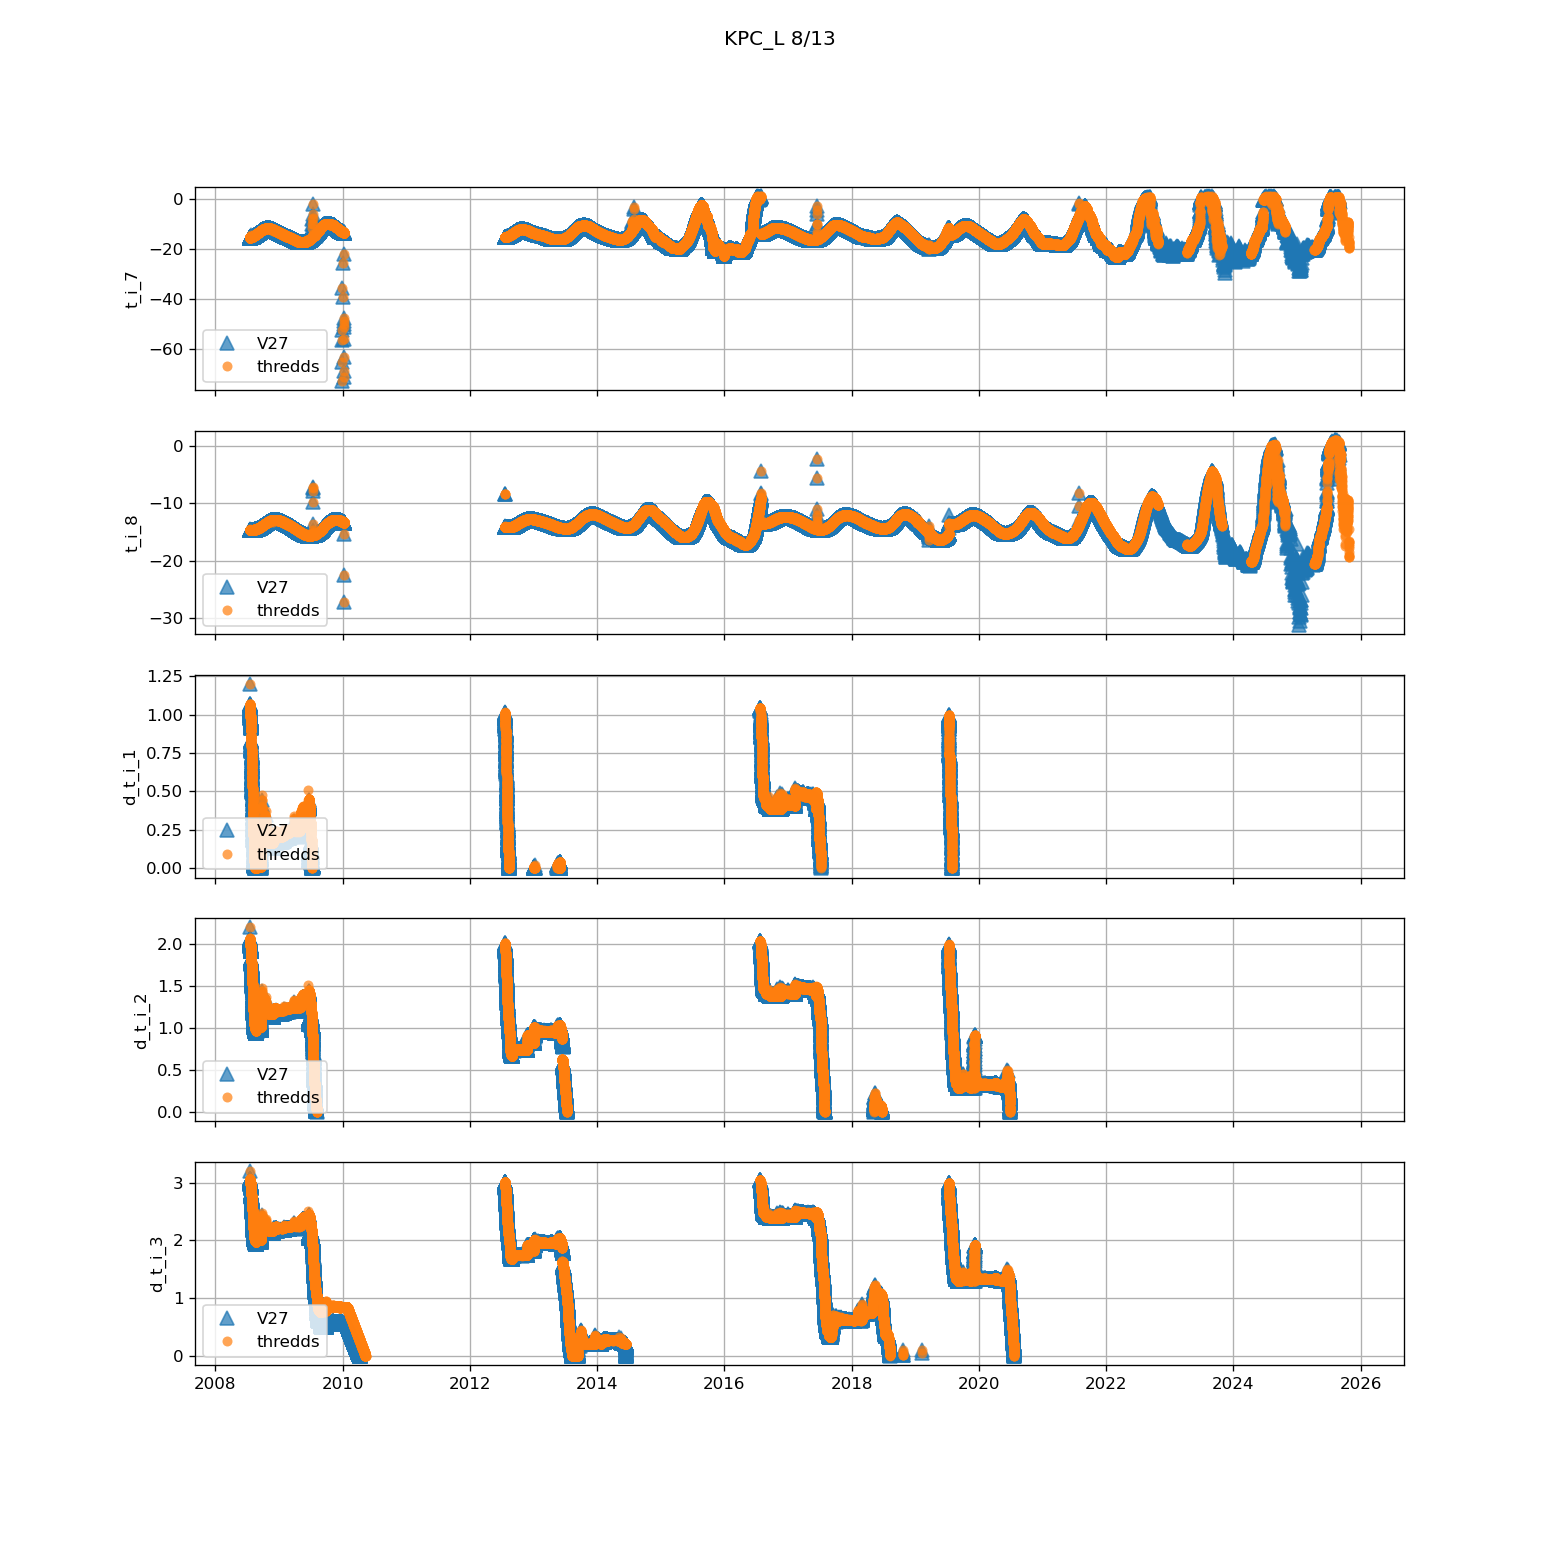 KPC_L 8/13
0
−20
−40
−60
t_i_7
V27
thredds
0
−10
−20
−30
t_i_8
V27
thredds
1.25
1.00
0.75
0.50
0.25
0.00
d_t_i_1
V27
thredds
2.0
1.5
1.0
0.5
0.0
d_t_i_2
V27
thredds
3
2
1
0
d_t_i_3
V27
thredds
2008 2010 2012 2014 2016 2018 2020 2022 2024 2026